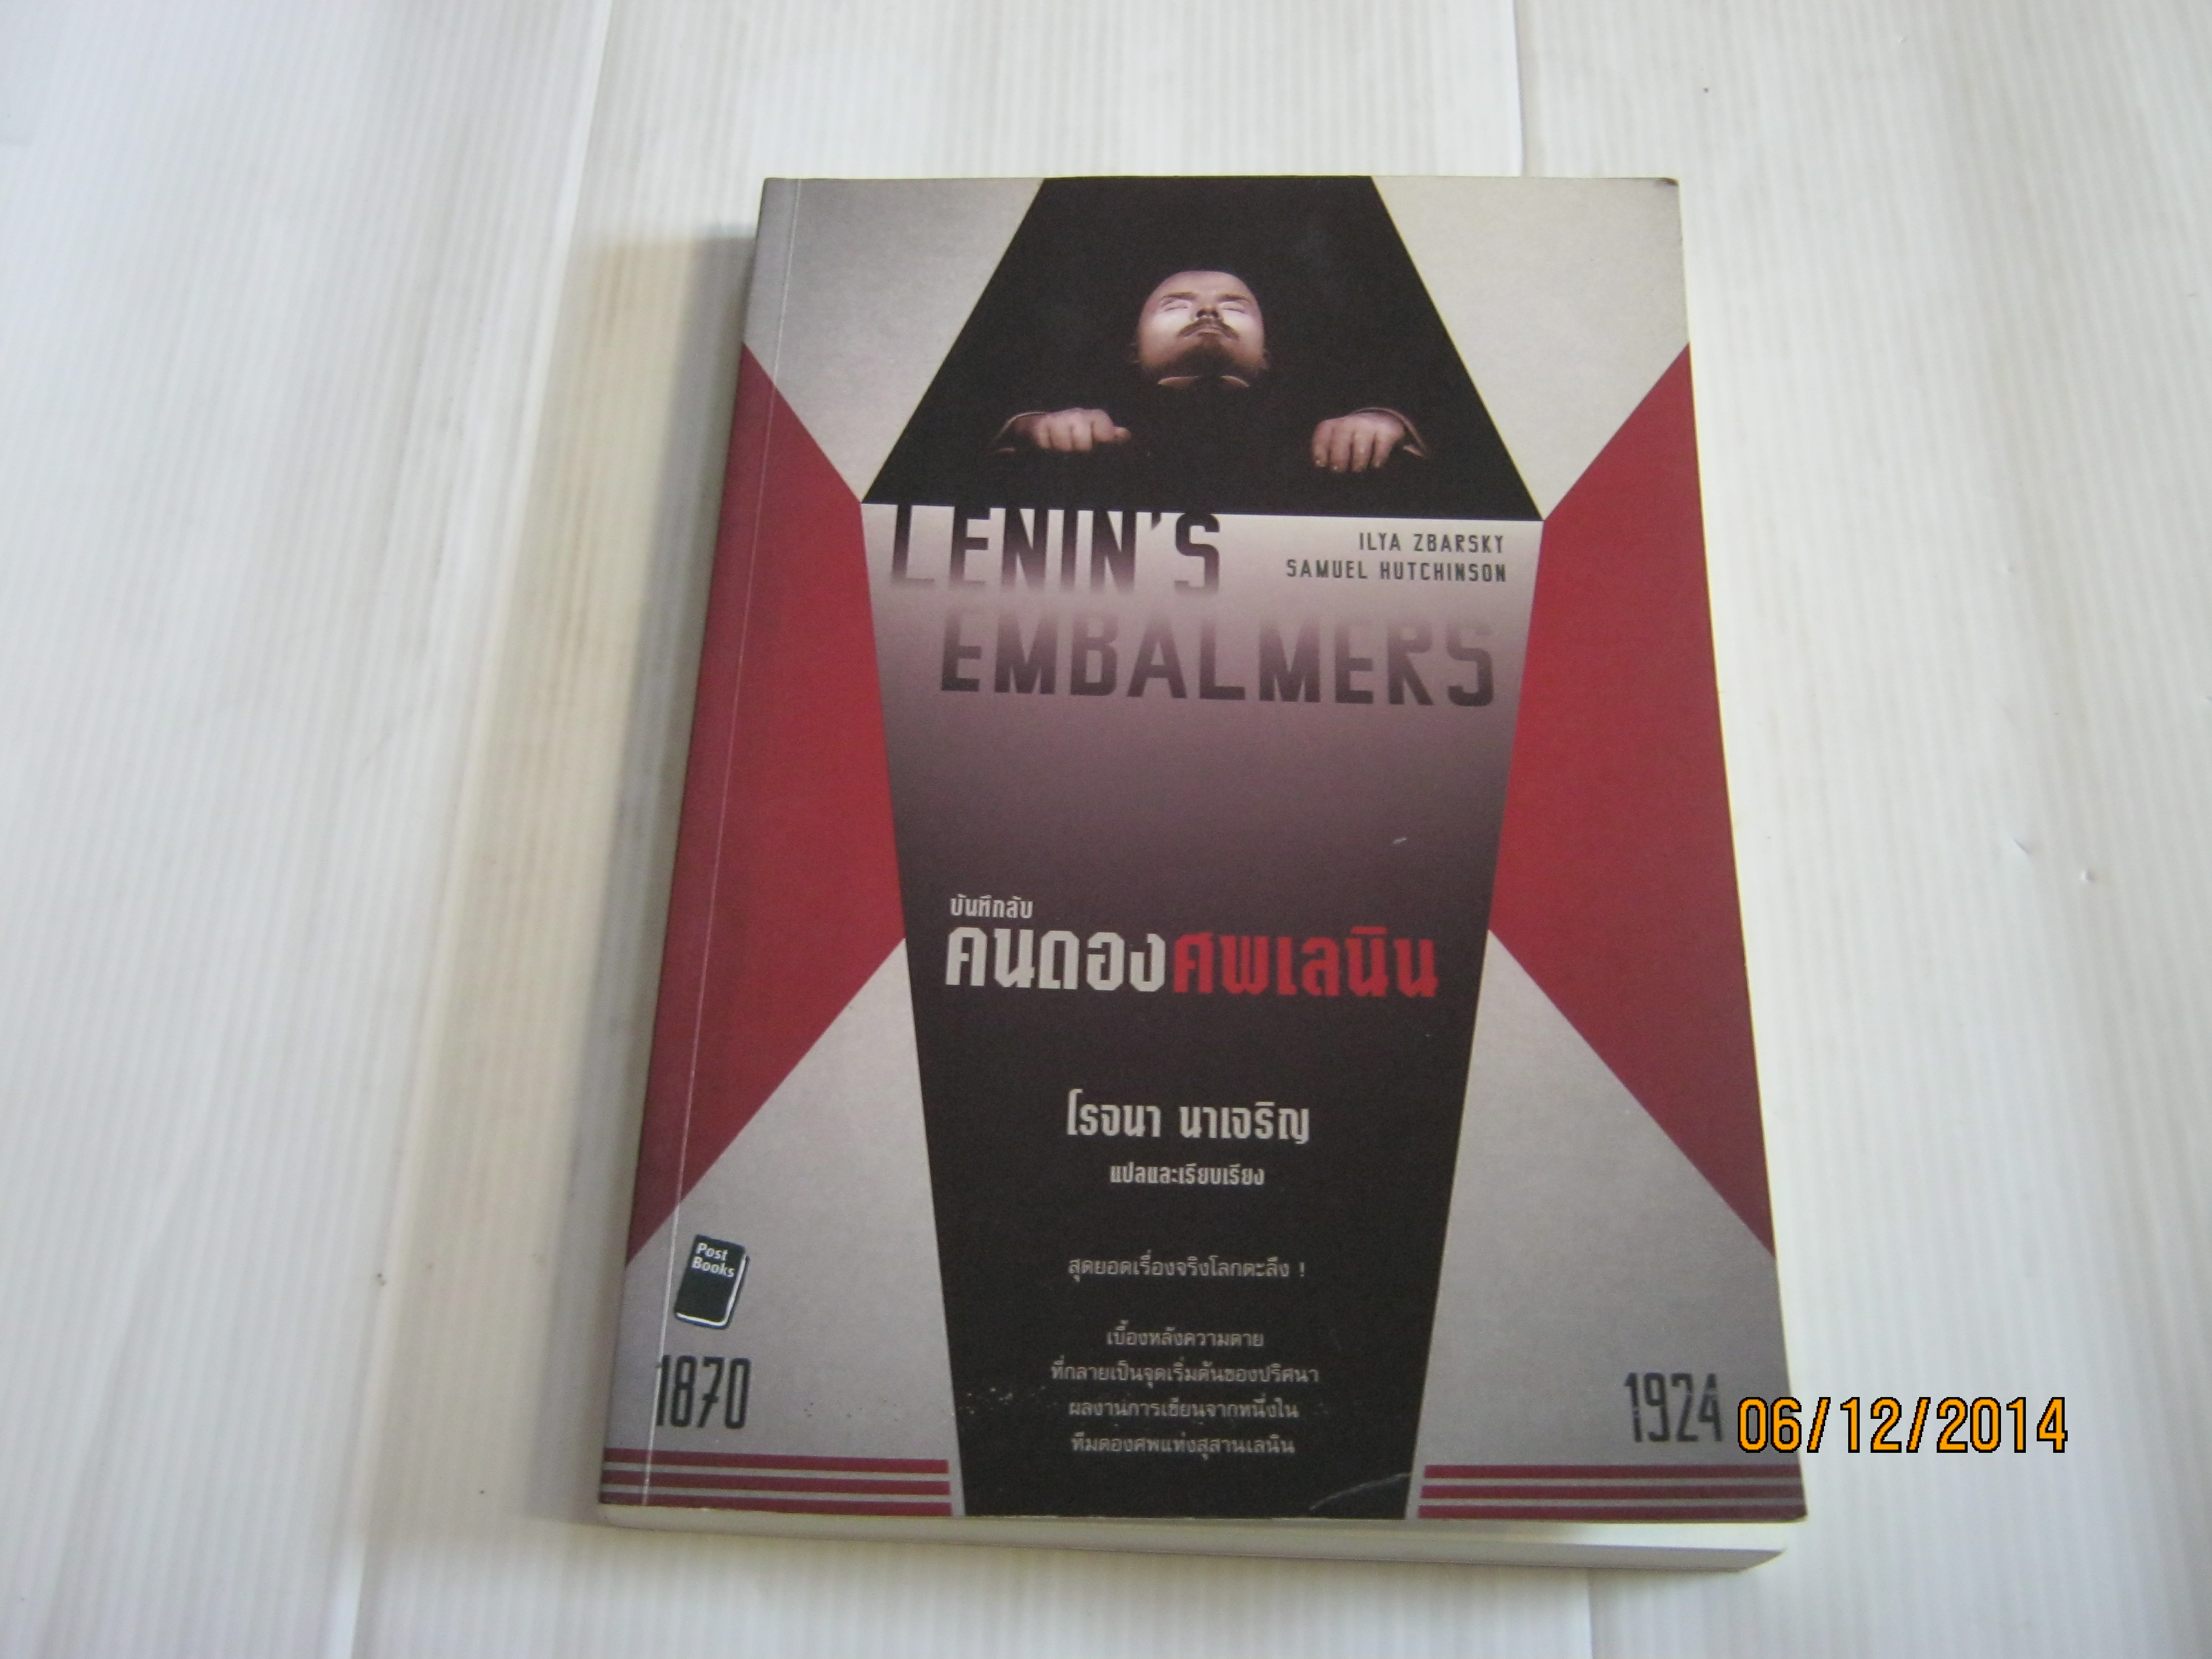 LENIN'S
EMBALMERS
ILYA ZBARSKY
SAMUEL HUTCHINSON
บันทึกลับ
คนดองศพเลนิน
โรจนา นาเจริญ
แปลและเรียบเรียง
สุดยอดเรื่องจริงโลกตะลึง !
เบื้องหลังความตาย
ที่กลายเป็นจุดเริ่มต้นของปริศนา
ผลงานการเขียนจากหนึ่งใน
ทีมดองศพแห่งสุสานเลนิน
Post
Books
1870
1924
06/12/2014